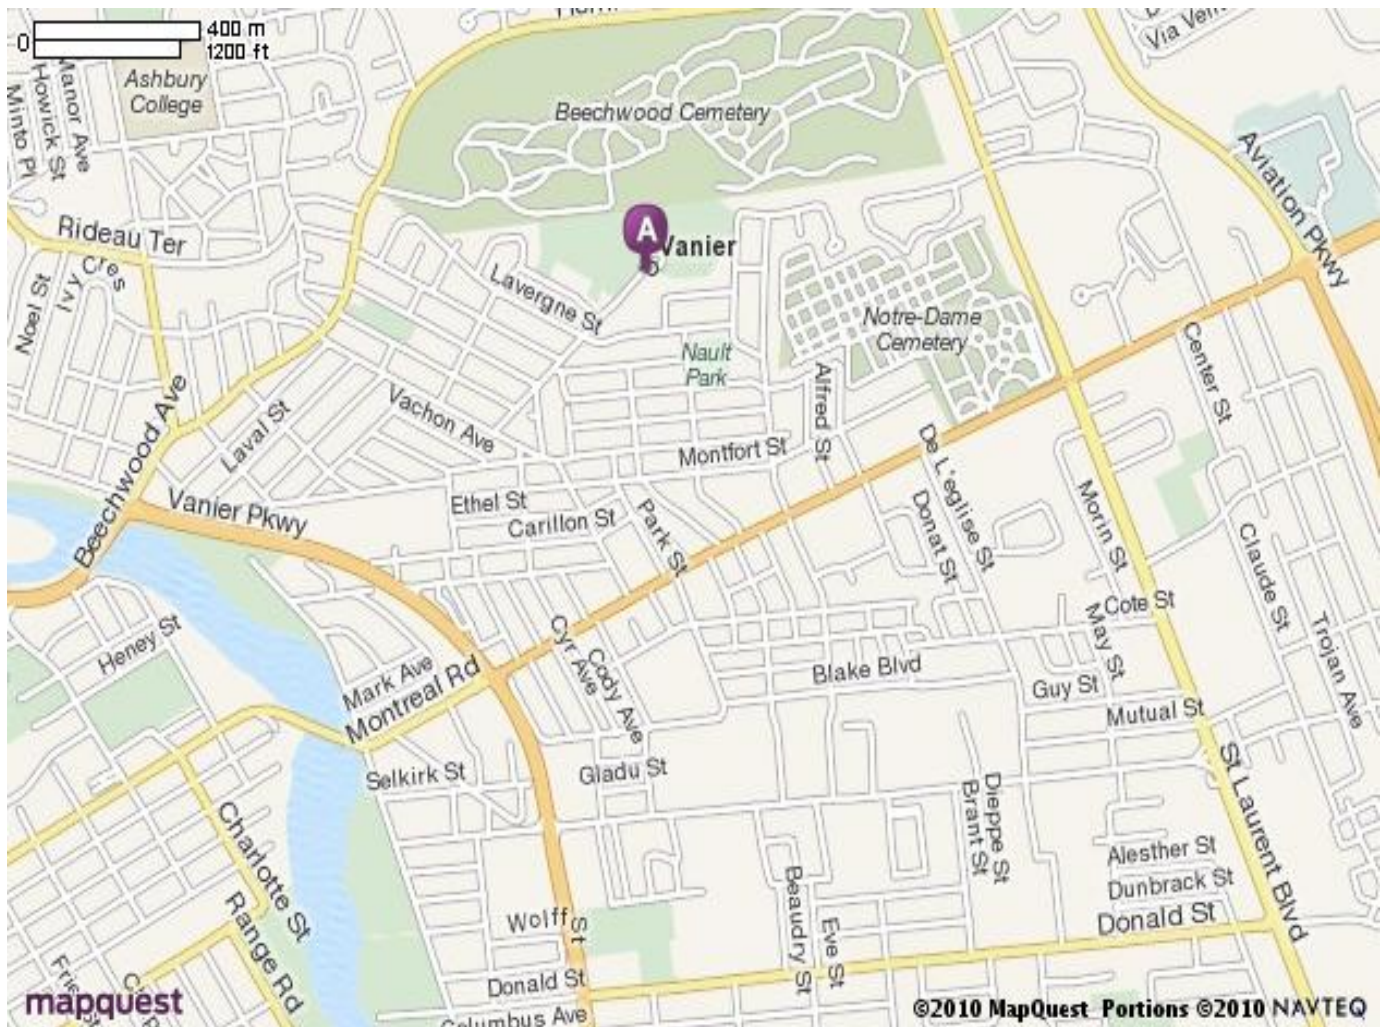 0
400 m
1200 ft
Ashbury
College
Manor Ave
Howick St
Minto Pl
Beechwood Cemetery
Aviation Pkwy
Rideau Ter
A
Vanier
Ivy Cres
Noel St
Lavergne St
Notre-Dame
Cemetery
Nault
Park
Center St
Alfred St
Vachon Ave
Beechwood Ave
Laval St
Montfort St
De L'eglise St
Vanier Pkwy
Ethel St
Carillon St
Park St
Donat St
Morin St
Claude St
Cote St
May St
Trojan Ave
Heney St
Cyr Ave
Cody Ave
Mark Ave
Montreal Rd
Blake Blvd
Guy St
Mutual St
Selkirk St
Gladu St
Dieppe St
Brant St
St Laurent Blvd
Charlotte St
Range Rd
Alesther St
Dunbrack St
Beaudry St
Eve St
Wolff St
Donald St
Donald St
Columbus Ave
mapquest
©2010 MapQuest Portions ©2010 NAVTEQ